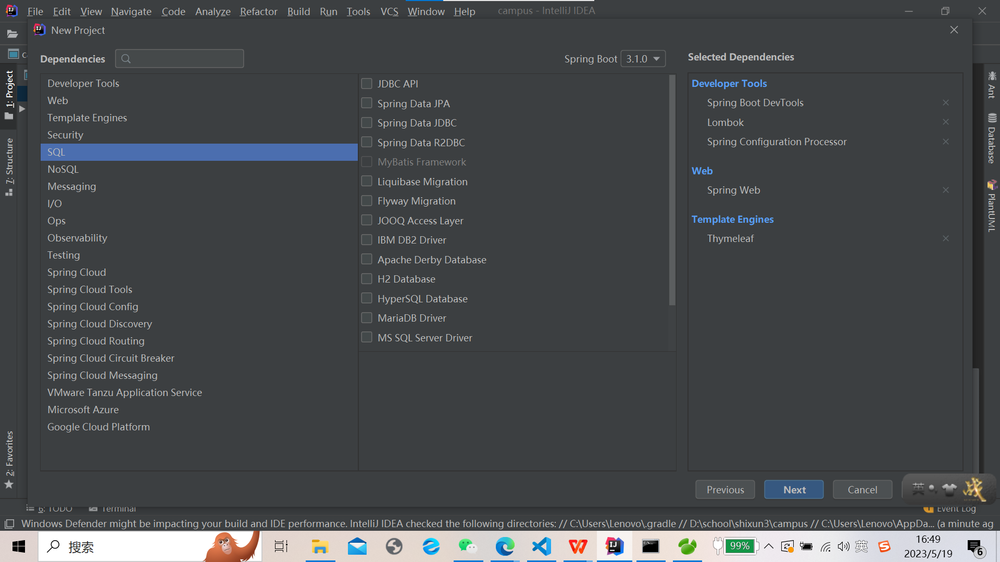 File Edit View Navigate Code Analyze Refactor Build Run Tools VCS Window Help campus - IntelliJ IDEA
New Project
Dependencies
Spring Boot 3.1.0
Selected Dependencies
Developer Tools
Web
Template Engines
Security
SQL
NoSQL
Messaging
I/O
Ops
Observability
Testing
Spring Cloud
Spring Cloud Tools
Spring Cloud Config
Spring Cloud Discovery
Spring Cloud Routing
Spring Cloud Circuit Breaker
Spring Cloud Messaging
VMware Tanzu Application Service
Microsoft Azure
Google Cloud Platform
JDBC API
Spring Data JPA
Spring Data JDBC
Spring Data R2DBC
MyBatis Framework
Liquibase Migration
Flyway Migration
JOOQ Access Layer
IBM DB2 Driver
Apache Derby Database
H2 Database
HyperSQL Database
MariaDB Driver
MS SQL Server Driver
Developer Tools
Spring Boot DevTools
Lombok
Spring Configuration Processor
Web
Spring Web
Template Engines
Thymeleaf
1: Project
7: Structure
2: Favorites
Ant
Database
PlantUML
Previous Next Cancel
英 战
6: TODO Terminal Event Log
Windows Defender might be impacting your build and IDE performance. IntelliJ IDEA checked the following directories: // C:\Users\Lenovo\.gradle // D:\school\shixun3\campus // C:\Users\Lenovo\AppDa... (a minute ag
搜索
99%
英
16:49
2023/5/19
6